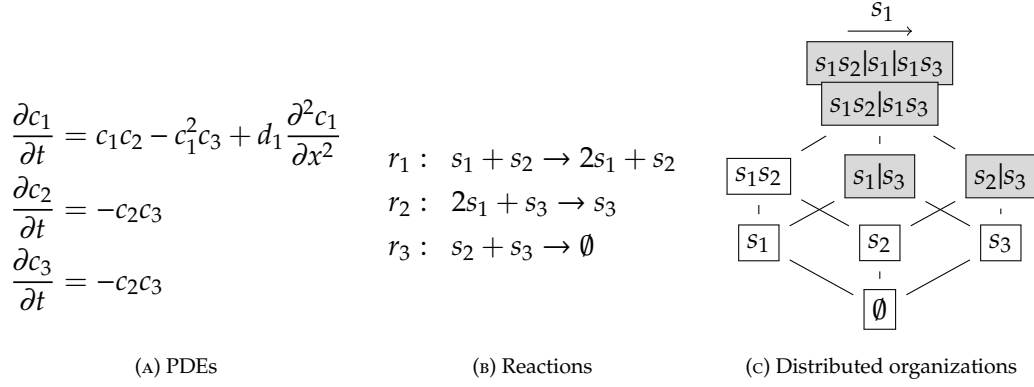 ∂c₁/∂t = c₁c₂ − c₁²c₃ + d₁ ∂²c₁/∂x²
∂c₂/∂t = −c₂c₃
∂c₃/∂t = −c₂c₃
(A) PDEs
r₁ : s₁ + s₂ → 2s₁ + s₂
r₂ : 2s₁ + s₃ → s₃
r₃ : s₂ + s₃ → ∅
(B) Reactions
s₁
s₁s₂|s₁|s₁s₃
s₁s₂|s₁s₃
s₁s₂ s₁|s₃ s₂|s₃
s₁ s₂ s₃
∅
(C) Distributed organizations